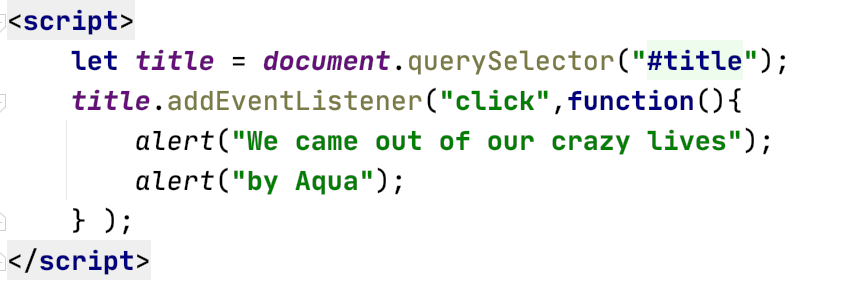 <script>
let title = document.querySelector("#title");
title.addEventListener("click",function(){
alert("We came out of our crazy lives");
alert("by Aqua");
} );
</script>